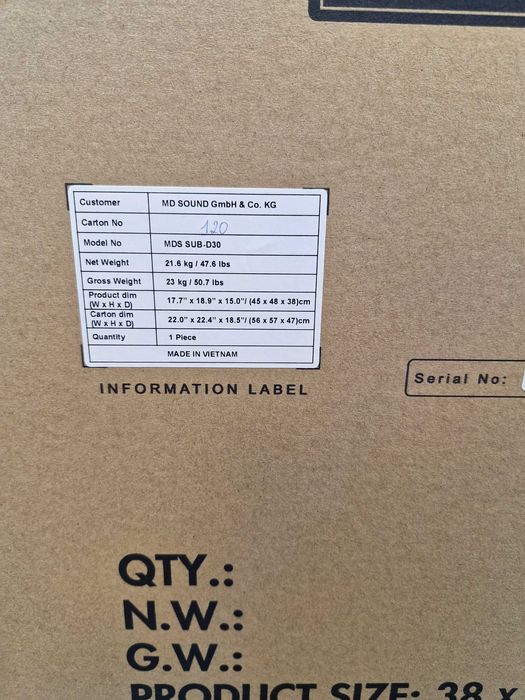 Customer MD SOUND GmbH & Co. KG
Carton No 120
Model No MDS SUB-D30
Net Weight 21.6 kg / 47.6 lbs
Gross Weight 23 kg / 50.7 lbs
Product dim (W x H x D) 17.7" x 18.9" x 15.0"/ (45 x 48 x 38)cm
Carton dim (W x H x D) 22.0" x 22.4" x 18.5"/ (56 x 57 x 47)cm
Quantity 1 Piece
MADE IN VIETNAM
INFORMATION LABEL
Serial No:
QTY.:
N.W.:
G.W.:
PRODUCT SIZE: 38 x